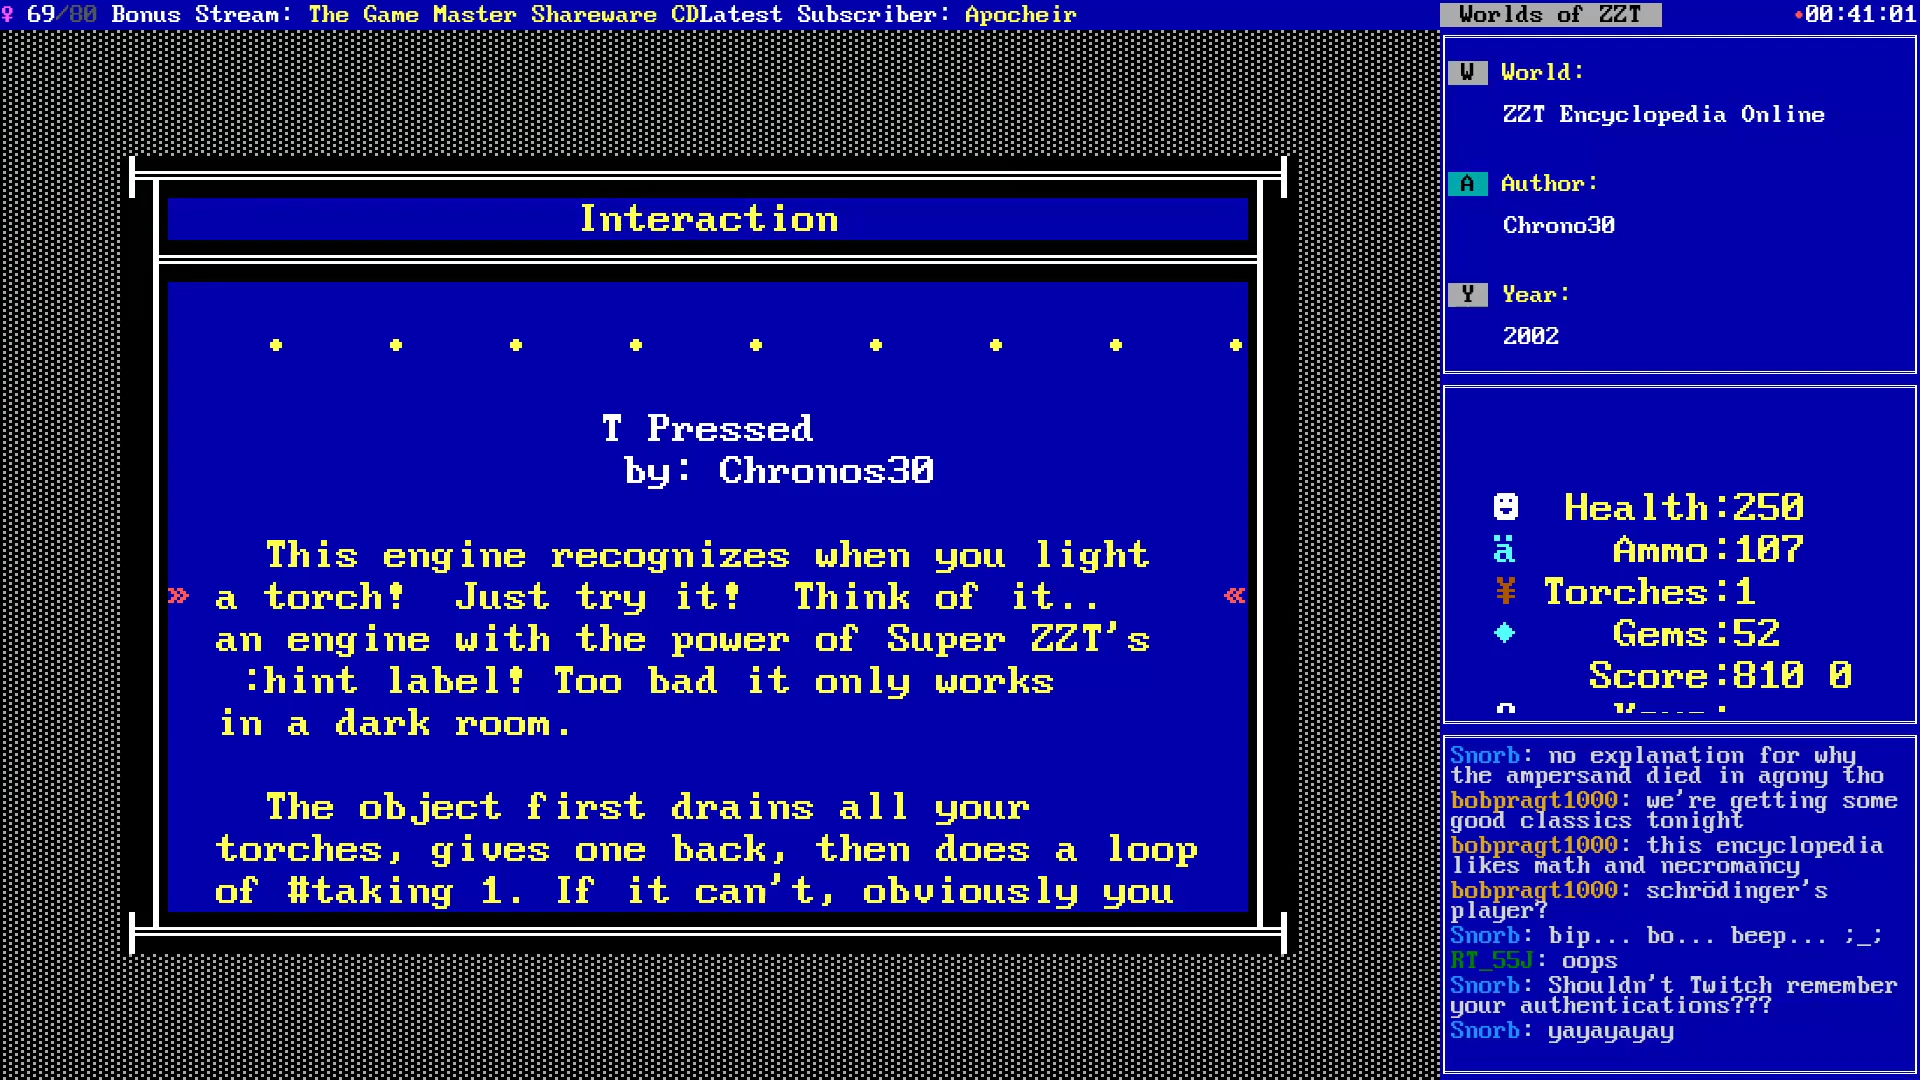 ♀ 69/80 Bonus Stream: The Game Master Shareware CDLatest Subscriber: Apocheir
Worlds of ZZT
00:41:01
Interaction
T Pressed
by: Chronos30
This engine recognizes when you light
» a torch! Just try it! Think of it.. «
an engine with the power of Super ZZT's
:hint label! Too bad it only works
in a dark room.
The object first drains all your
torches, gives one back, then does a loop
of #taking 1. If it can't, obviously you
W World:
ZZT Encyclopedia Online
A Author:
Chrono30
Y Year:
2002
Health:250
ä Ammo:107
¥ Torches:1
Gems:52
Score:810 0
Snorb: no explanation for why
the ampersand died in agony tho
bobpragt1000: we're getting some
good classics tonight
bobpragt1000: this encyclopedia
likes math and necromancy
bobpragt1000: schrödinger's
player?
Snorb: bip... bo... beep... ;_;
RT_55J: oops
Snorb: Shouldn't Twitch remember
your authentications???
Snorb: yayayayay